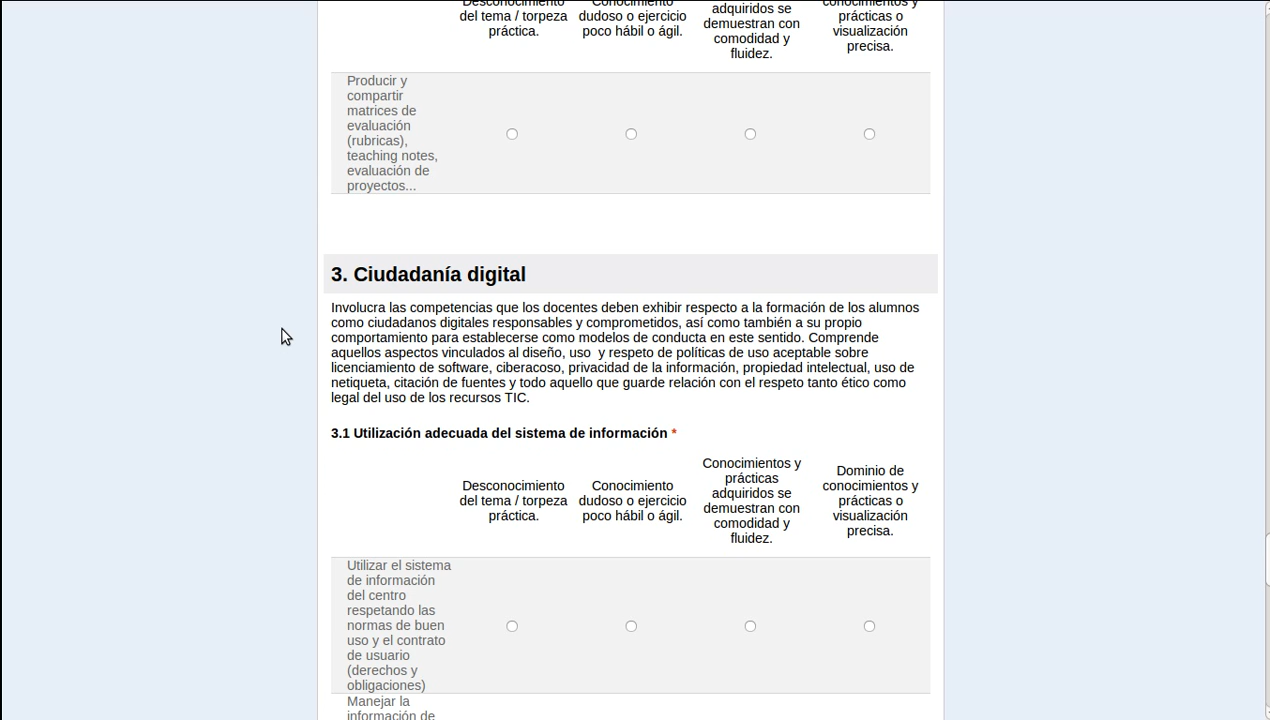 Desconocimiento
del tema / torpeza
práctica.
Conocimiento
dudoso o ejercicio
poco hábil o ágil.
adquiridos se
demuestran con
comodidad y
fluidez.
conocimientos y
prácticas o
visualización
precisa.
Producir y
compartir
matrices de
evaluación
(rubricas),
teaching notes,
evaluación de
proyectos...
3. Ciudadanía digital
Involucra las competencias que los docentes deben exhibir respecto a la formación de los alumnos
como ciudadanos digitales responsables y comprometidos, así como también a su propio
comportamiento para establecerse como modelos de conducta en este sentido. Comprende
aquellos aspectos vinculados al diseño, uso  y respeto de políticas de uso aceptable sobre
licenciamiento de software, ciberacoso, privacidad de la información, propiedad intelectual, uso de
netiqueta, citación de fuentes y todo aquello que guarde relación con el respeto tanto ético como
legal del uso de los recursos TIC.
3.1 Utilización adecuada del sistema de información *
Desconocimiento
del tema / torpeza
práctica.
Conocimiento
dudoso o ejercicio
poco hábil o ágil.
Conocimientos y
prácticas
adquiridos se
demuestran con
comodidad y
fluidez.
Dominio de
conocimientos y
prácticas o
visualización
precisa.
Utilizar el sistema
de información
del centro
respetando las
normas de buen
uso y el contrato
de usuario
(derechos y
obligaciones)
Manejar la
información de